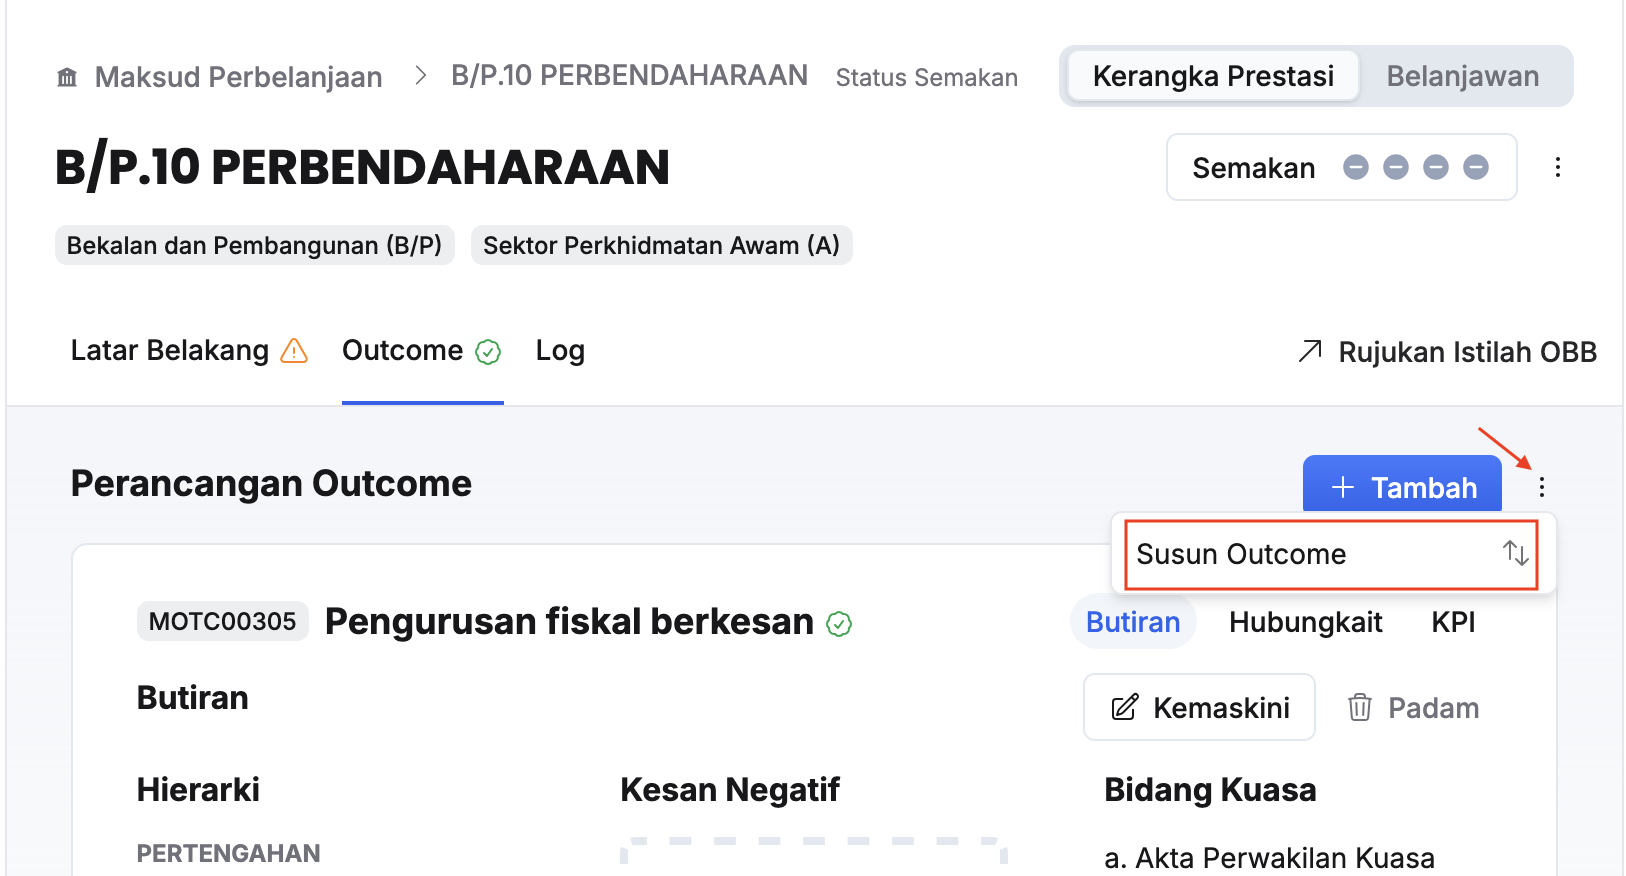 Maksud Perbelanjaan > B/P.10 PERBENDAHARAAN Status Semakan Kerangka Prestasi Belanjawan
B/P.10 PERBENDAHARAAN Semakan
Bekalan dan Pembangunan (B/P) Sektor Perkhidmatan Awam (A)
Latar Belakang Outcome Log Rujukan Istilah OBB
Perancangan Outcome + Tambah
Susun Outcome
MOTC00305 Pengurusan fiskal berkesan Butiran Hubungkait KPI
Butiran Kemaskini Padam
Hierarki Kesan Negatif Bidang Kuasa
PERTENGAHAN a. Akta Perwakilan Kuasa